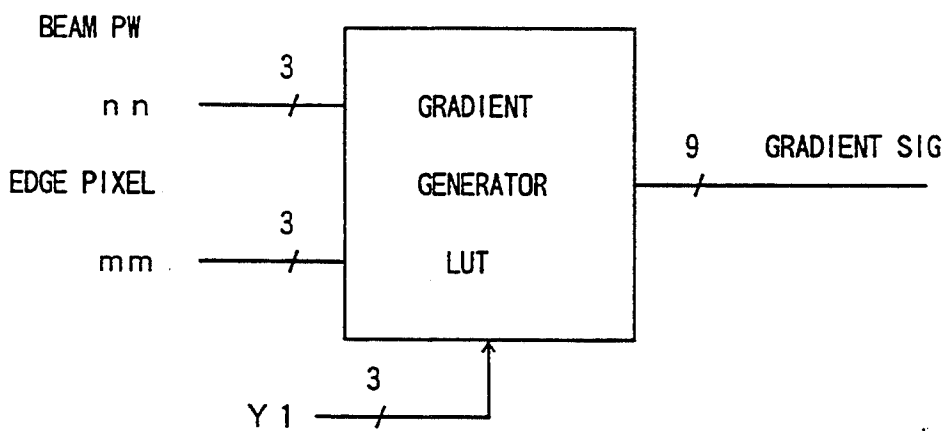 BEAM PW
3
n n
GRADIENT
9
GRADIENT SIG
EDGE PIXEL
GENERATOR
3
mm
LUT
3
Y 1